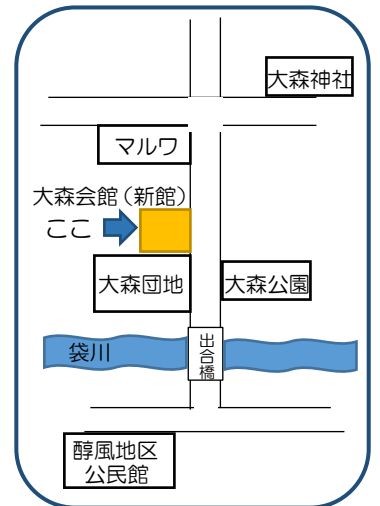 大森神社
マルワ
大森会館（新館）
ここ
大森団地
大森公園
袋川
出合橋
醇風地区
公民館